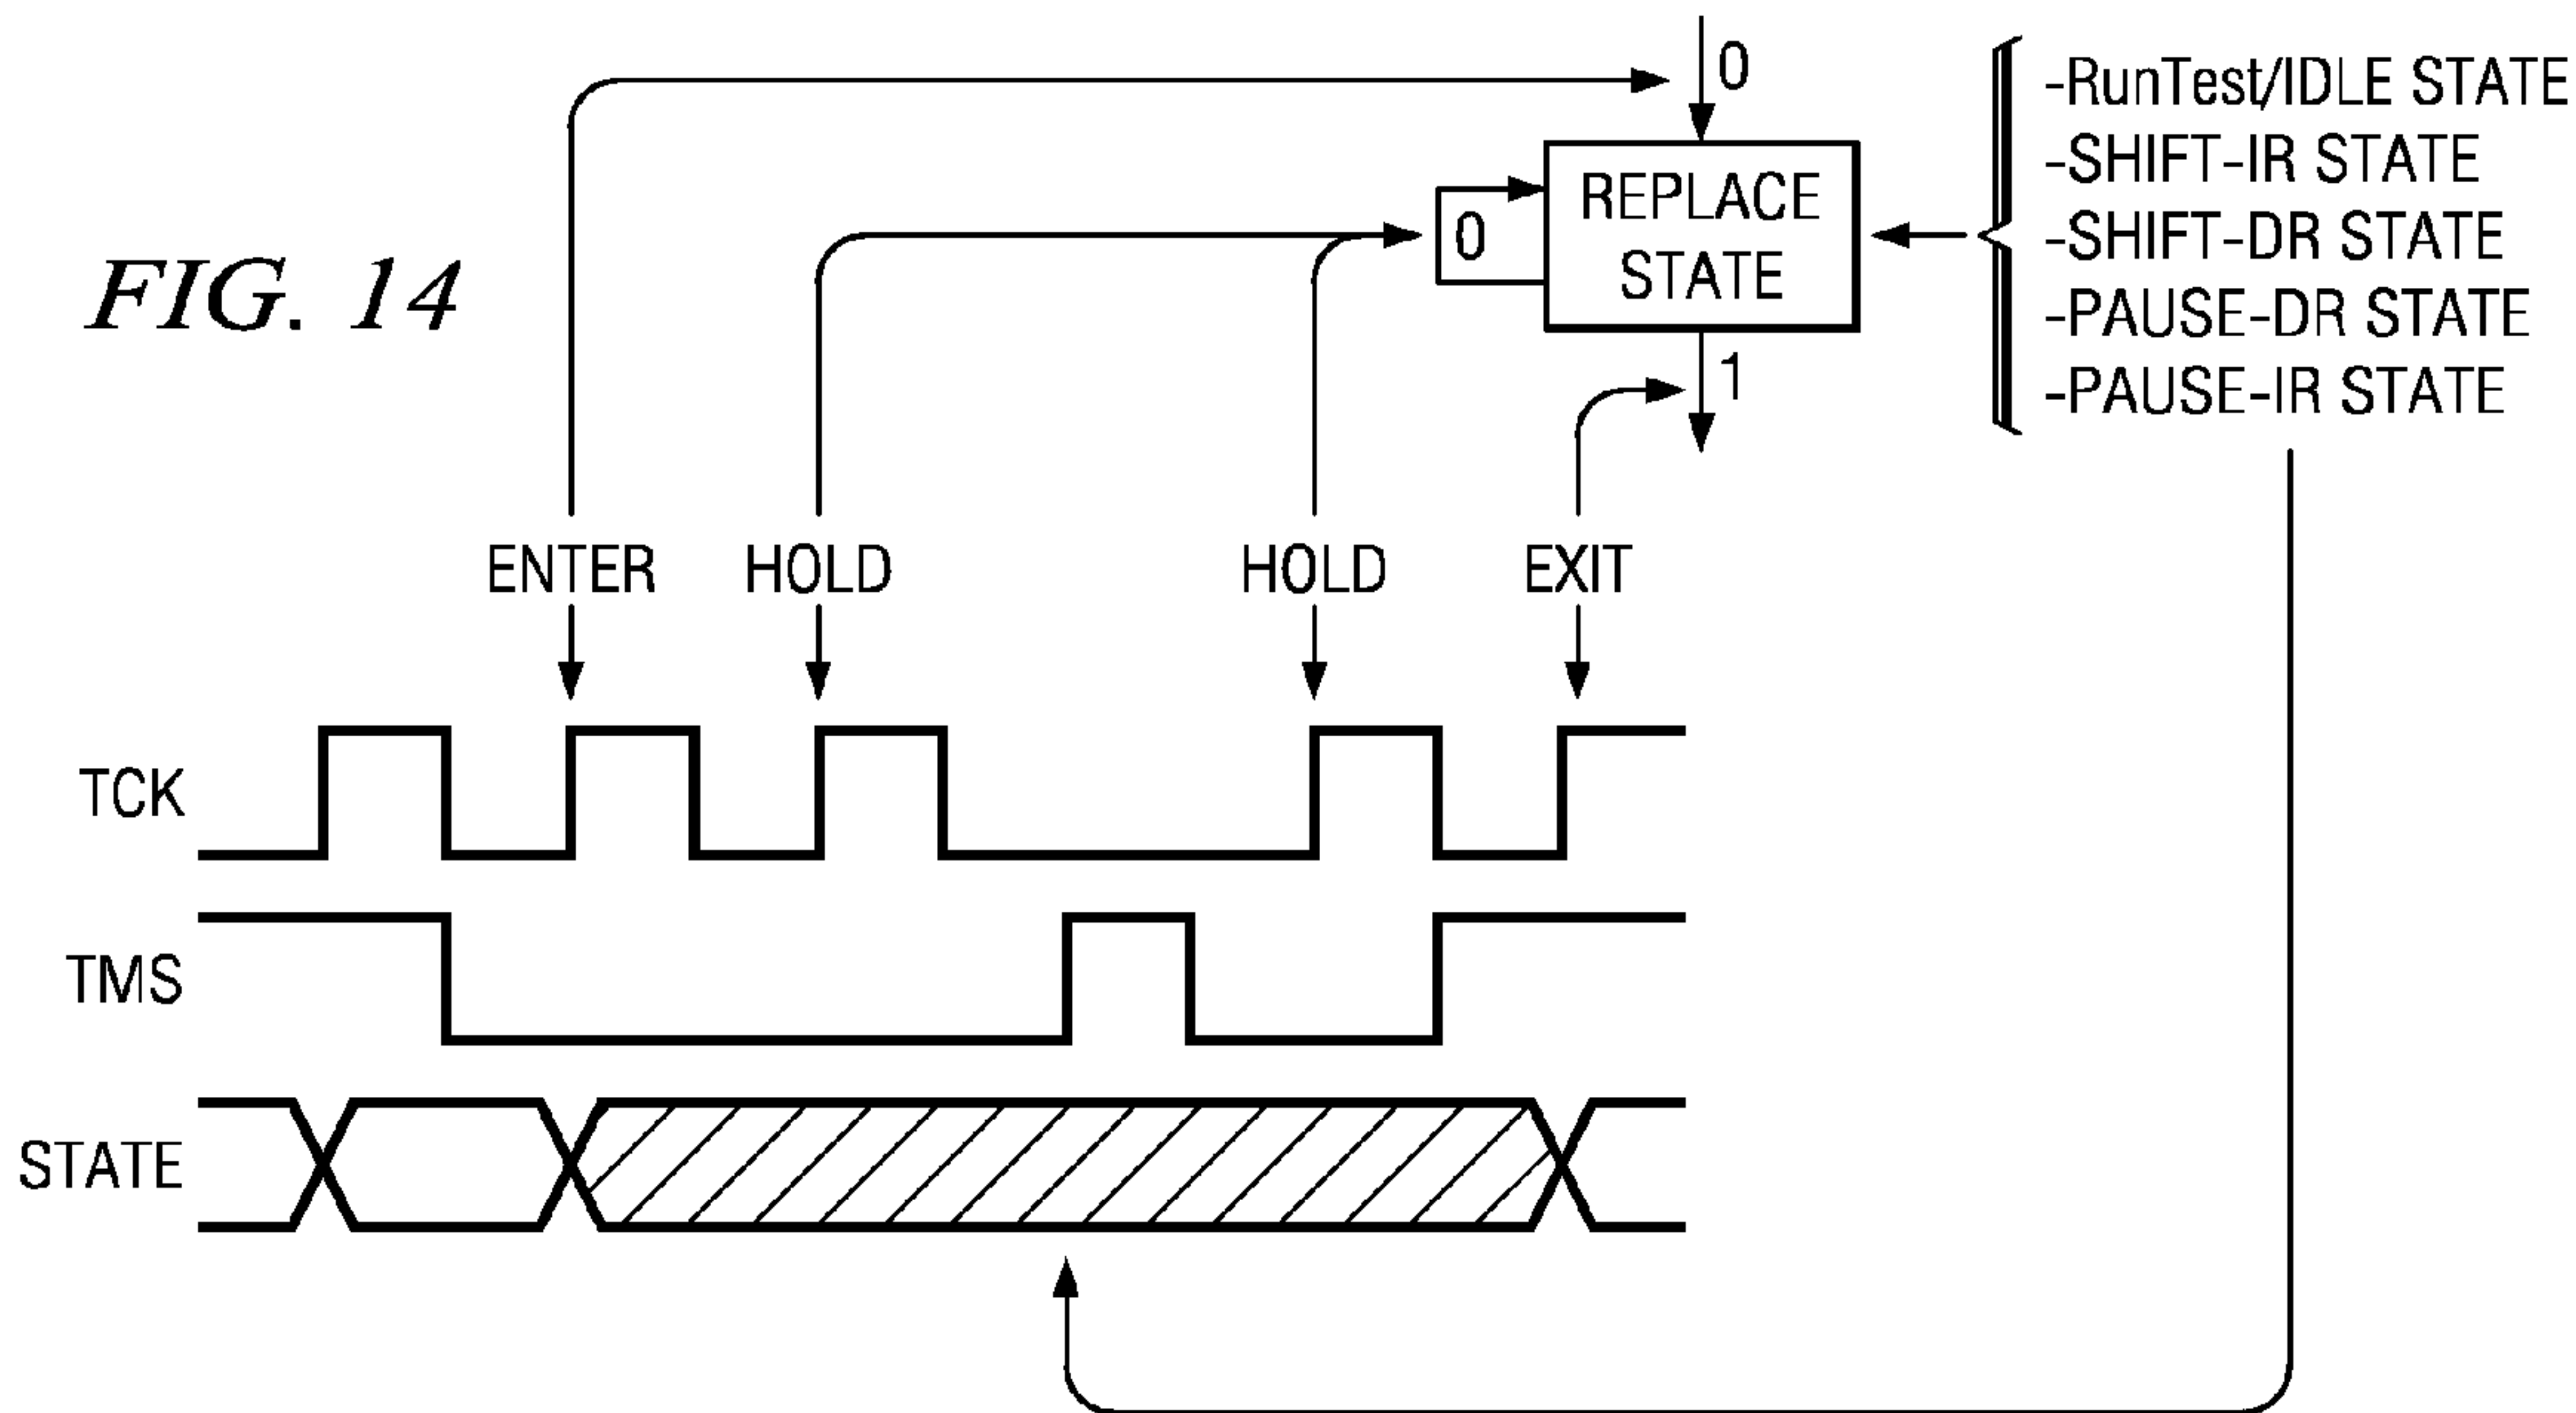 FIG. 14
0
0
REPLACE
STATE
1
-RunTest/IDLE STATE
-SHIFT-IR STATE
-SHIFT-DR STATE
-PAUSE-DR STATE
-PAUSE-IR STATE
ENTER HOLD HOLD EXIT
TCK
TMS
STATE